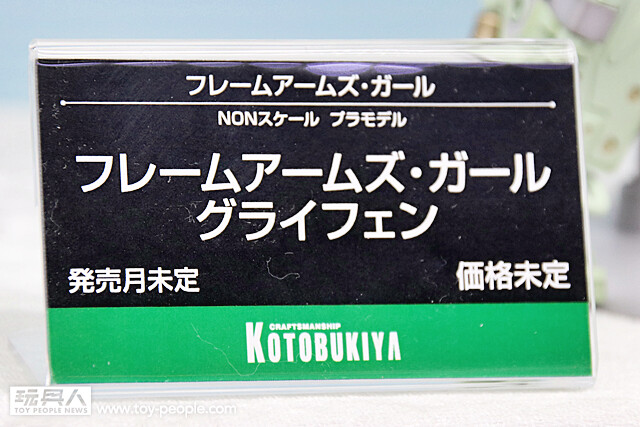 フレームアームズ・ガール
NONスケール プラモデル
フレームアームズ・ガール
グライフェン
発売月未定 価格未定
CRAFTSMANSHIP
KOTOBUKIYA
玩具人
TOY PEOPLE NEWS www.toy-people.com